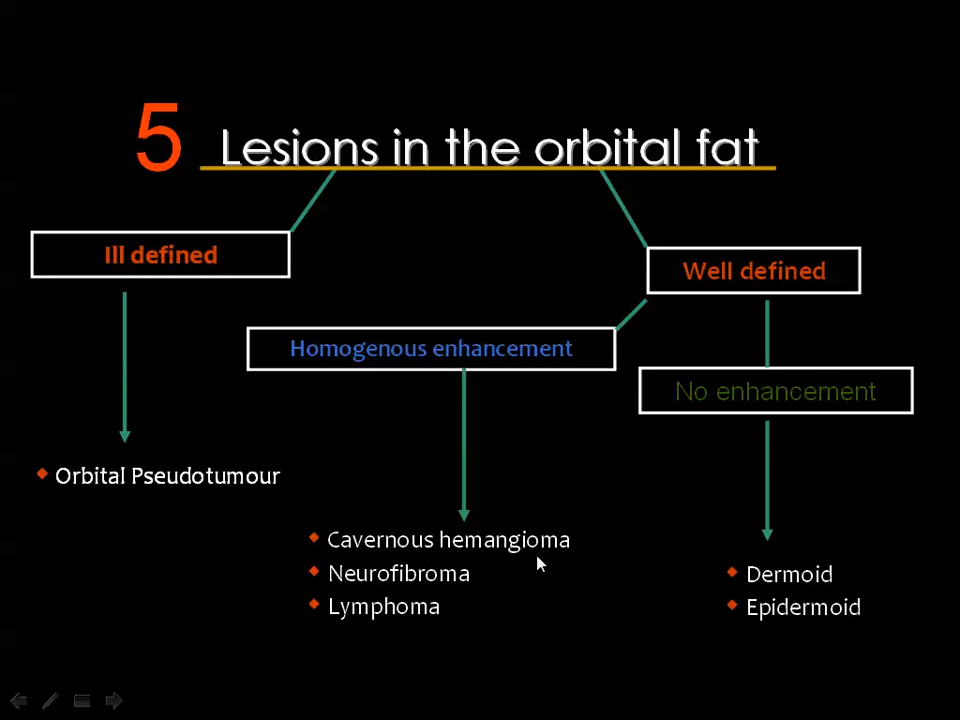 5 Lesions in the orbital fat
Ill defined
Well defined
Homogenous enhancement
No enhancement
Orbital Pseudotumour
Cavernous hemangioma
Neurofibroma
Lymphoma
Dermoid
Epidermoid